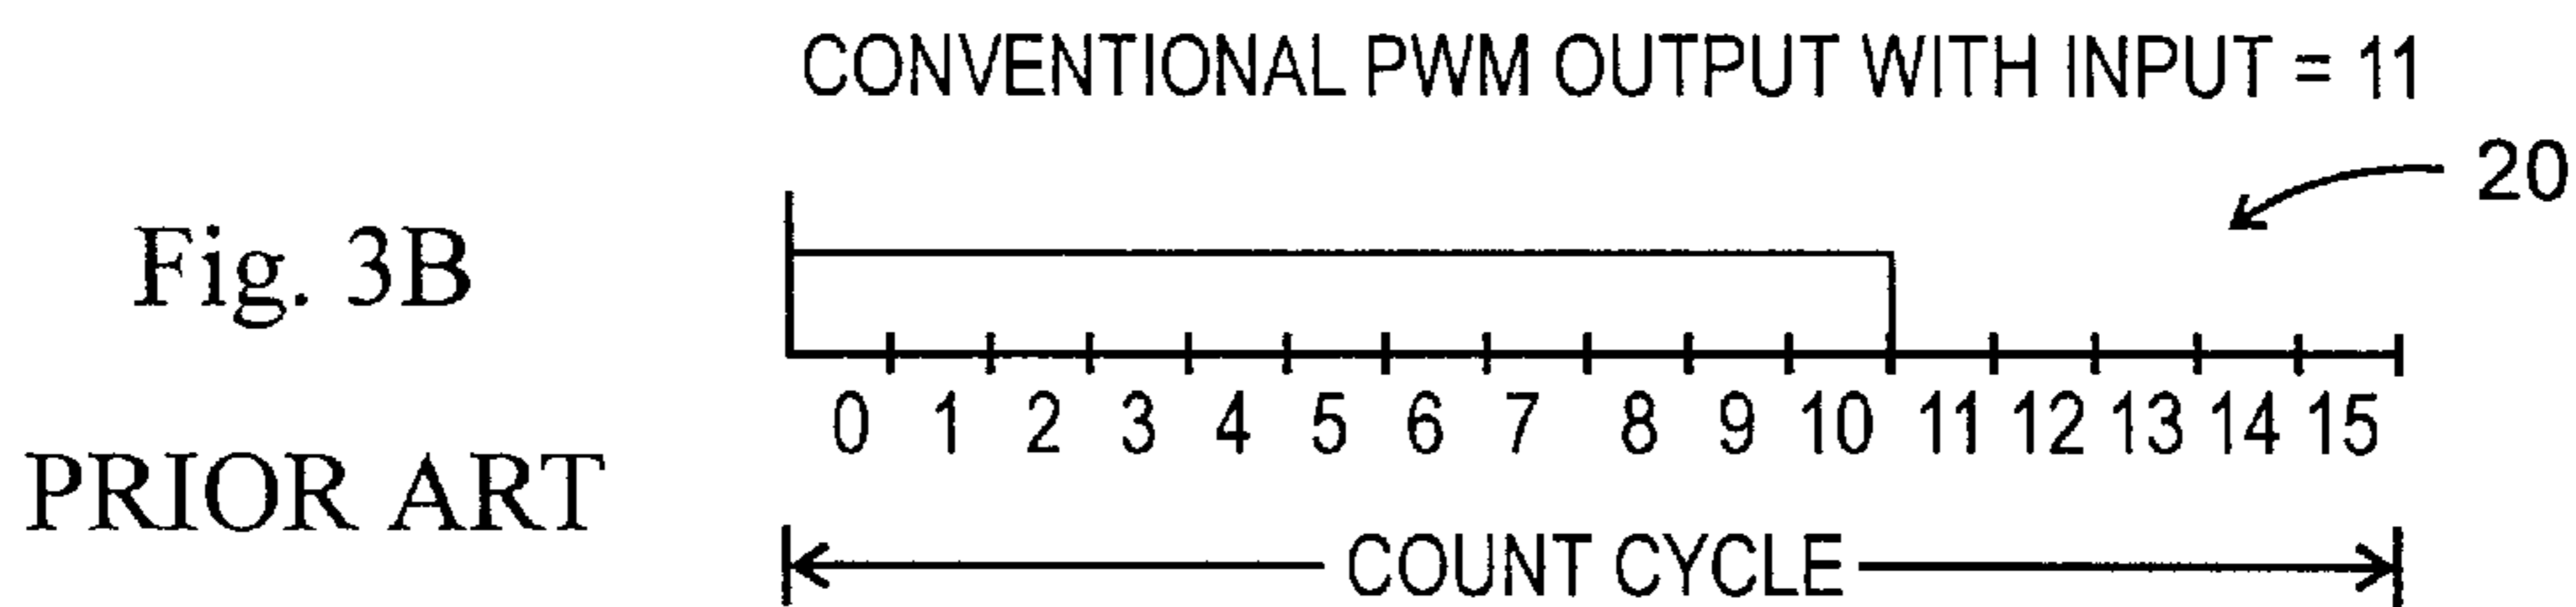 CONVENTIONAL PWM OUTPUT WITH INPUT = 11
20
Fig. 3B
0 1 2 3 4 5 6 7 8 9 10 11 12 13 14 15
PRIOR ART
COUNT CYCLE